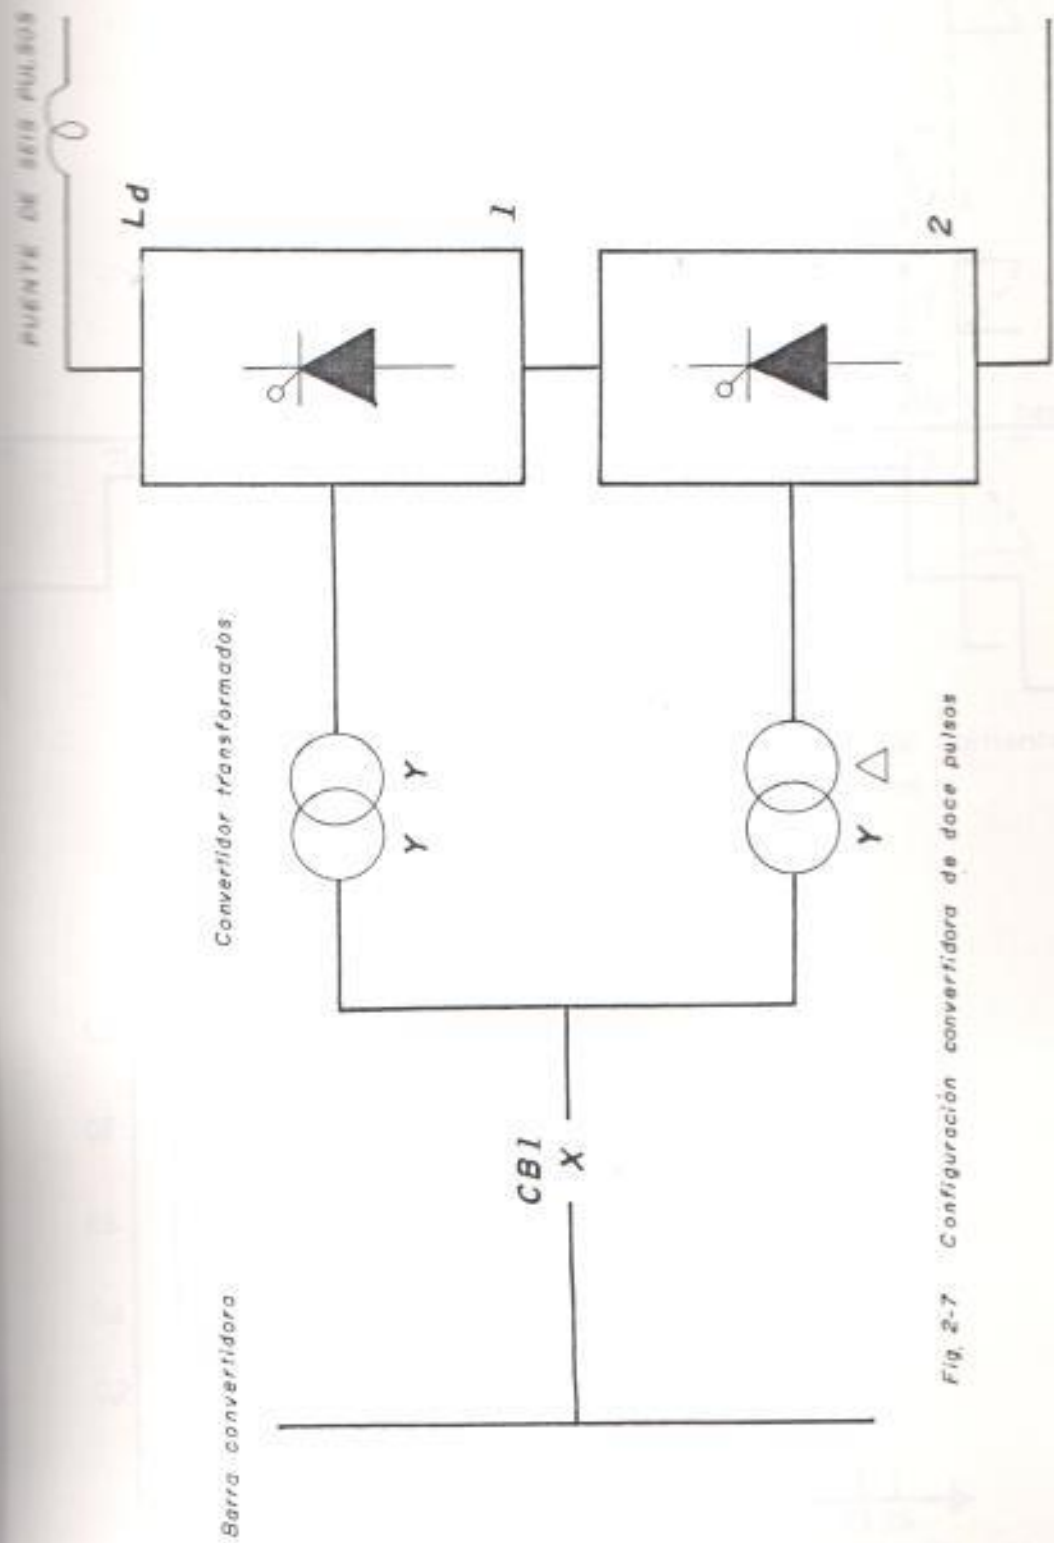 PUENTE DE SEIS PULSOS
Ld
1
2
Convertidor transformados.
Y Y
Y △
CB1
X
Barra convertidora
Fig. 2-7 Configuración convertidora de doce pulsos